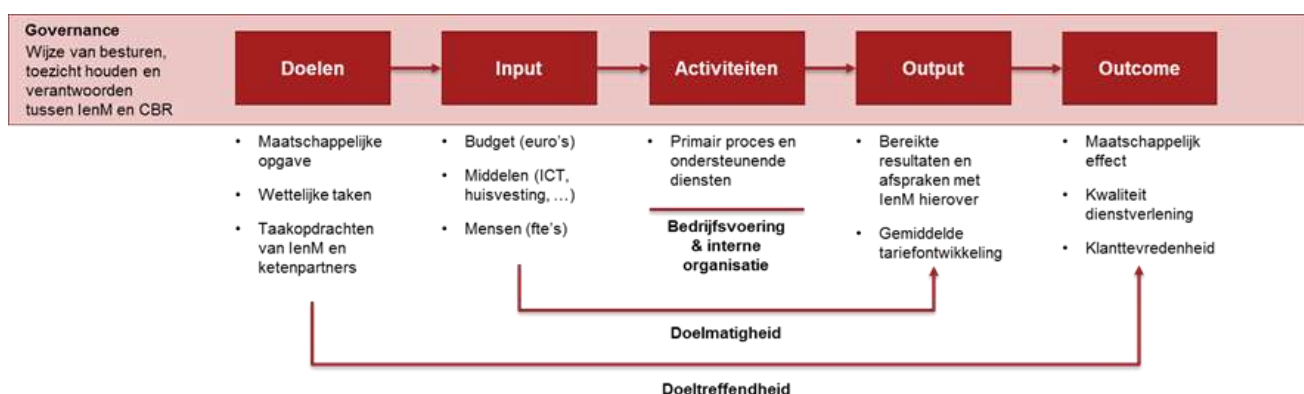 Governance
Wijze van besturen,
toezicht houden en
verantwoorden
tussen IenM en CBR
Doelen
Input
Activiteiten
Output
Outcome
• Maatschappelijke
opgave
• Wettelijke taken
• Taakopdrachten
van IenM en
ketenpartners
• Budget (euro's)
• Middelen (ICT,
huisvesting, …)
• Mensen (fte's)
• Primair proces en
ondersteunende
diensten
Bedrijfsvoering
& interne
organisatie
• Bereikte
resultaten en
afspraken met
IenM hierover
• Gemiddelde
tariefontwikkeling
• Maatschappelijk
effect
• Kwaliteit
dienstverlening
• Klanttevredenheid
Doelmatigheid
Doeltreffendheid